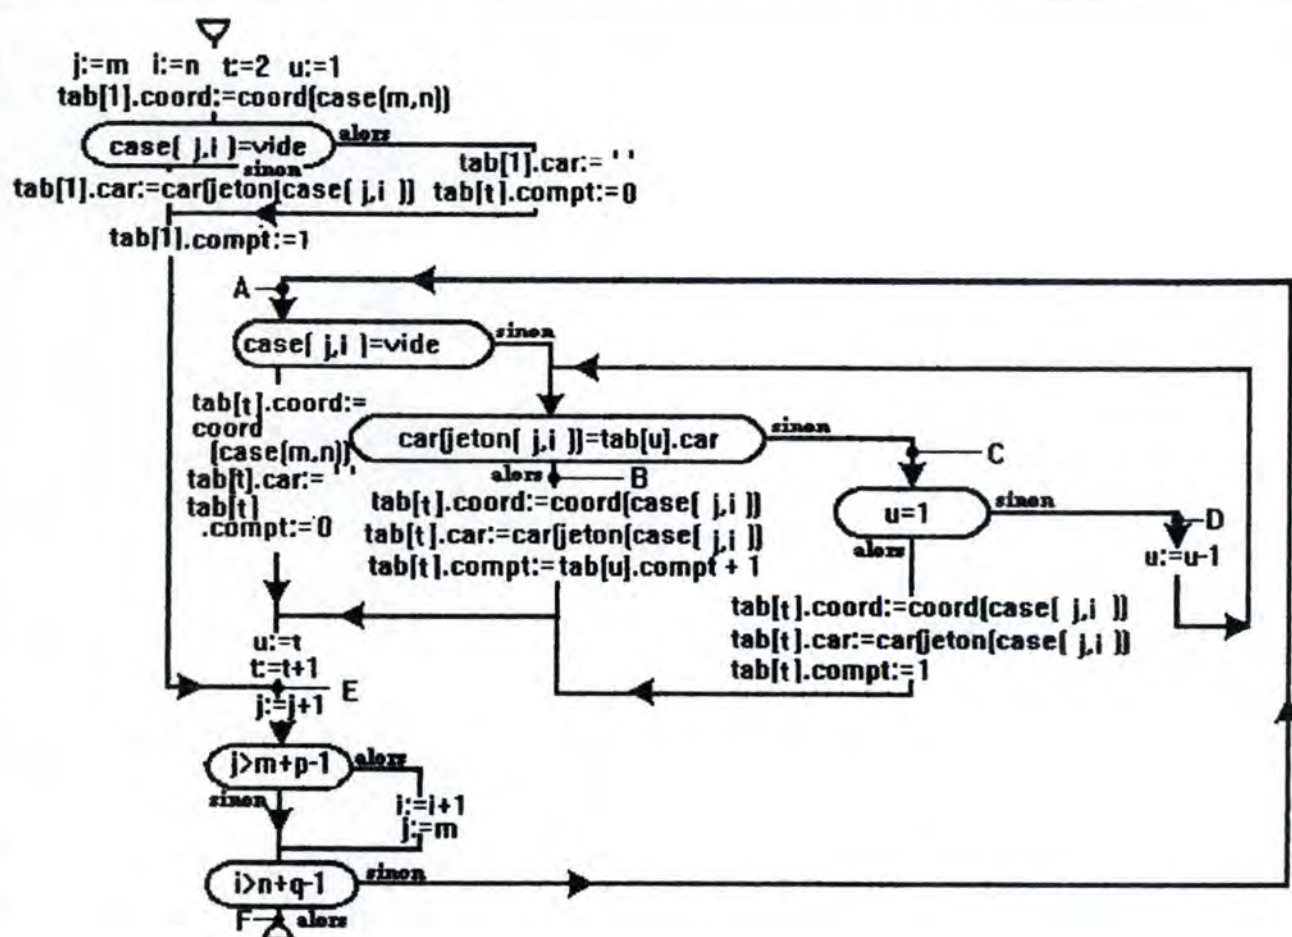 j:=m i:=n t:=2 u:=1
tab[1].coord:=coord(case(m,n))
case( j,i )=vide
alors
sinon
tab[1].car:= ' '
tab[1].car:=car(jeton(case( j,i )) tab[t].compt:=0
tab[1].compt:=1
A
case( j,i )=vide
sinon
tab[t].coord:=
coord
(case(m,n))
tab[t].car:= ' '
tab[t]
.compt:=0
car(jeton( j,i ))=tab[u].car
sinon
alors
B
C
tab[t].coord:=coord(case( j,i ))
tab[t].car:=car(jeton(case( j,i ))
tab[t].compt:=tab[u].compt + 1
u=1
sinon
alors
D
u:=u-1
tab[t].coord:=coord(case( j,i ))
tab[t].car:=car(jeton(case( j,i ))
tab[t].compt:=1
u:=t
t:=t+1
E
j:=j+1
j>m+p-1
alors
sinon
i:=i+1
j:=m
i>n+q-1
sinon
F
alors